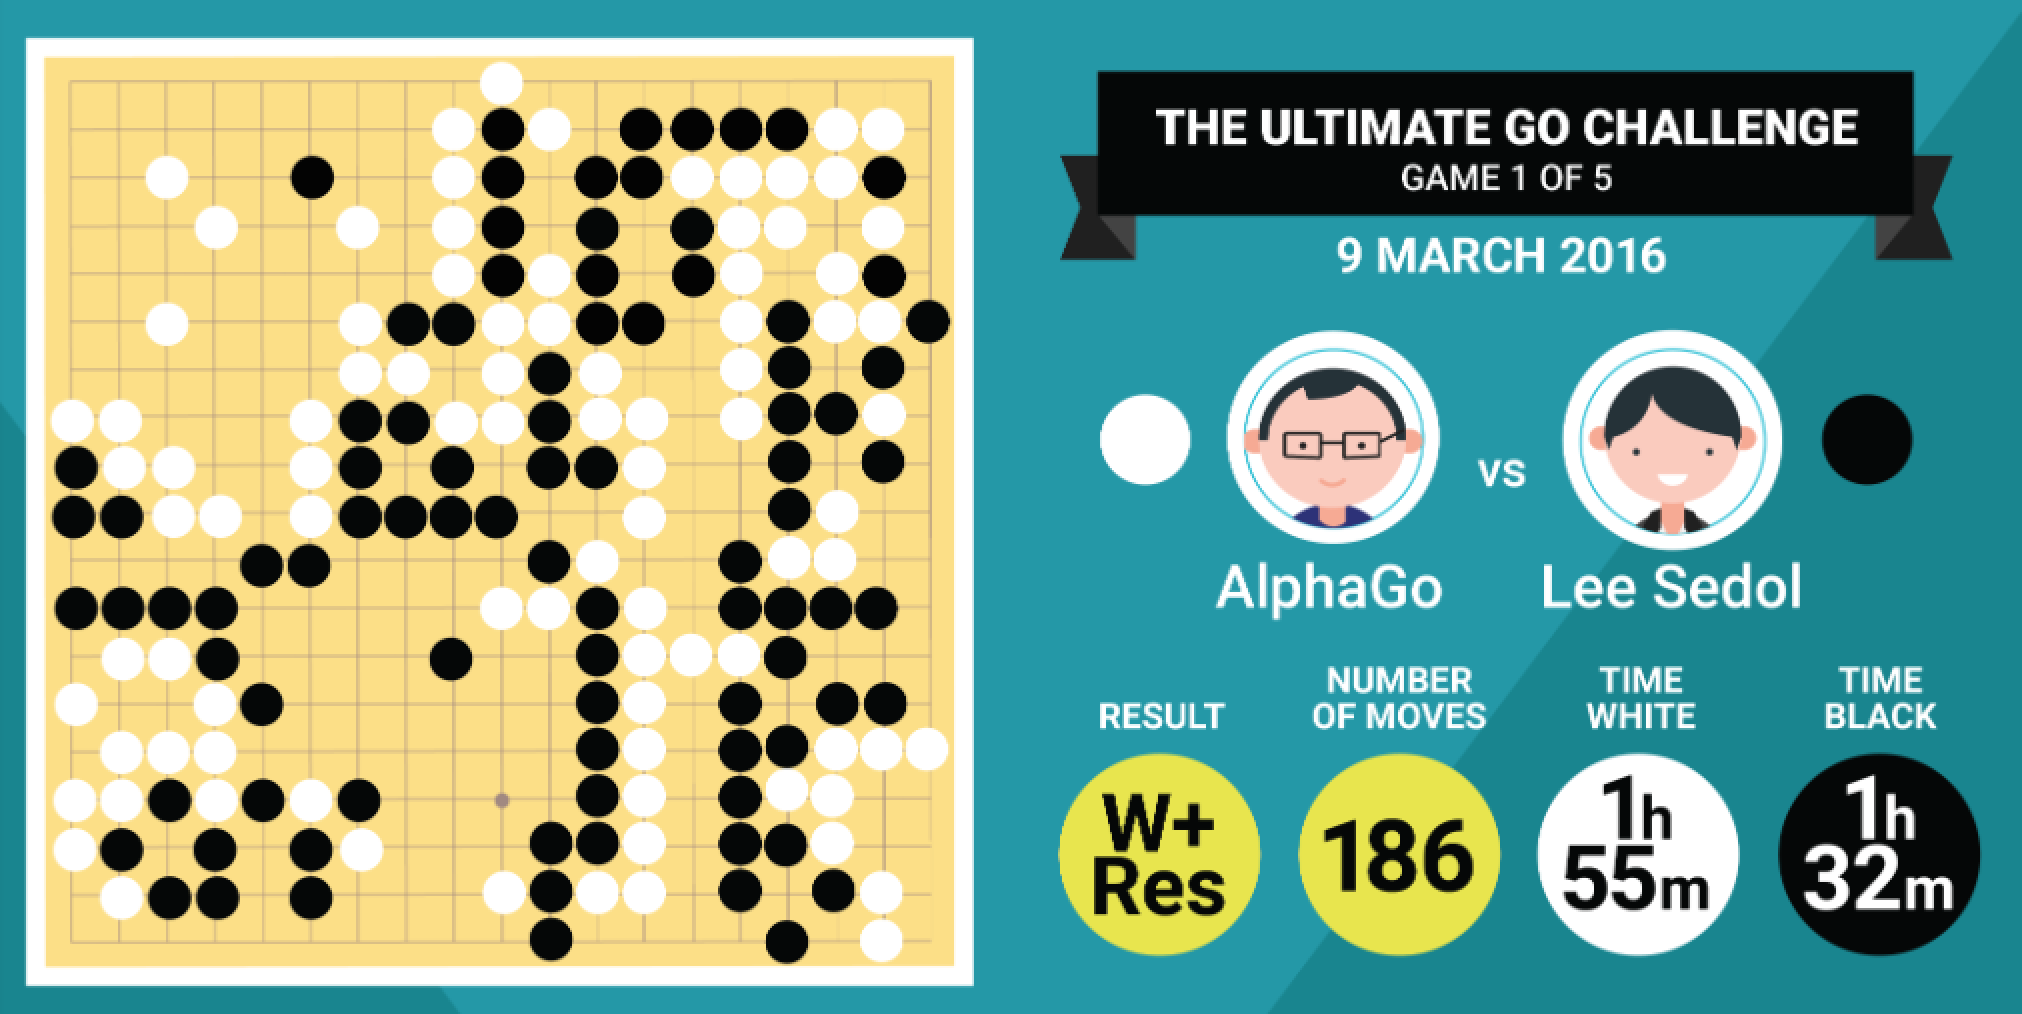 THE ULTIMATE GO CHALLENGE
GAME 1 OF 5
9 MARCH 2016
vs
AlphaGo
Lee Sedol
RESULT
W+
Res
NUMBER
OF MOVES
186
TIME
WHITE
1h
55m
TIME
BLACK
1h
32m